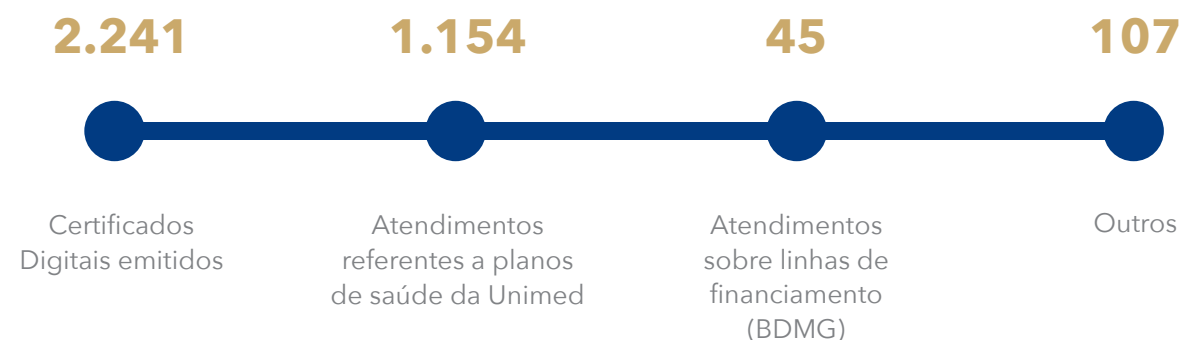 2.241
Certificados
Digitais emitidos
1.154
Atendimentos
referentes a planos
de saúde da Unimed
45
Atendimentos
sobre linhas de
financiamento
(BDMG)
107
Outros